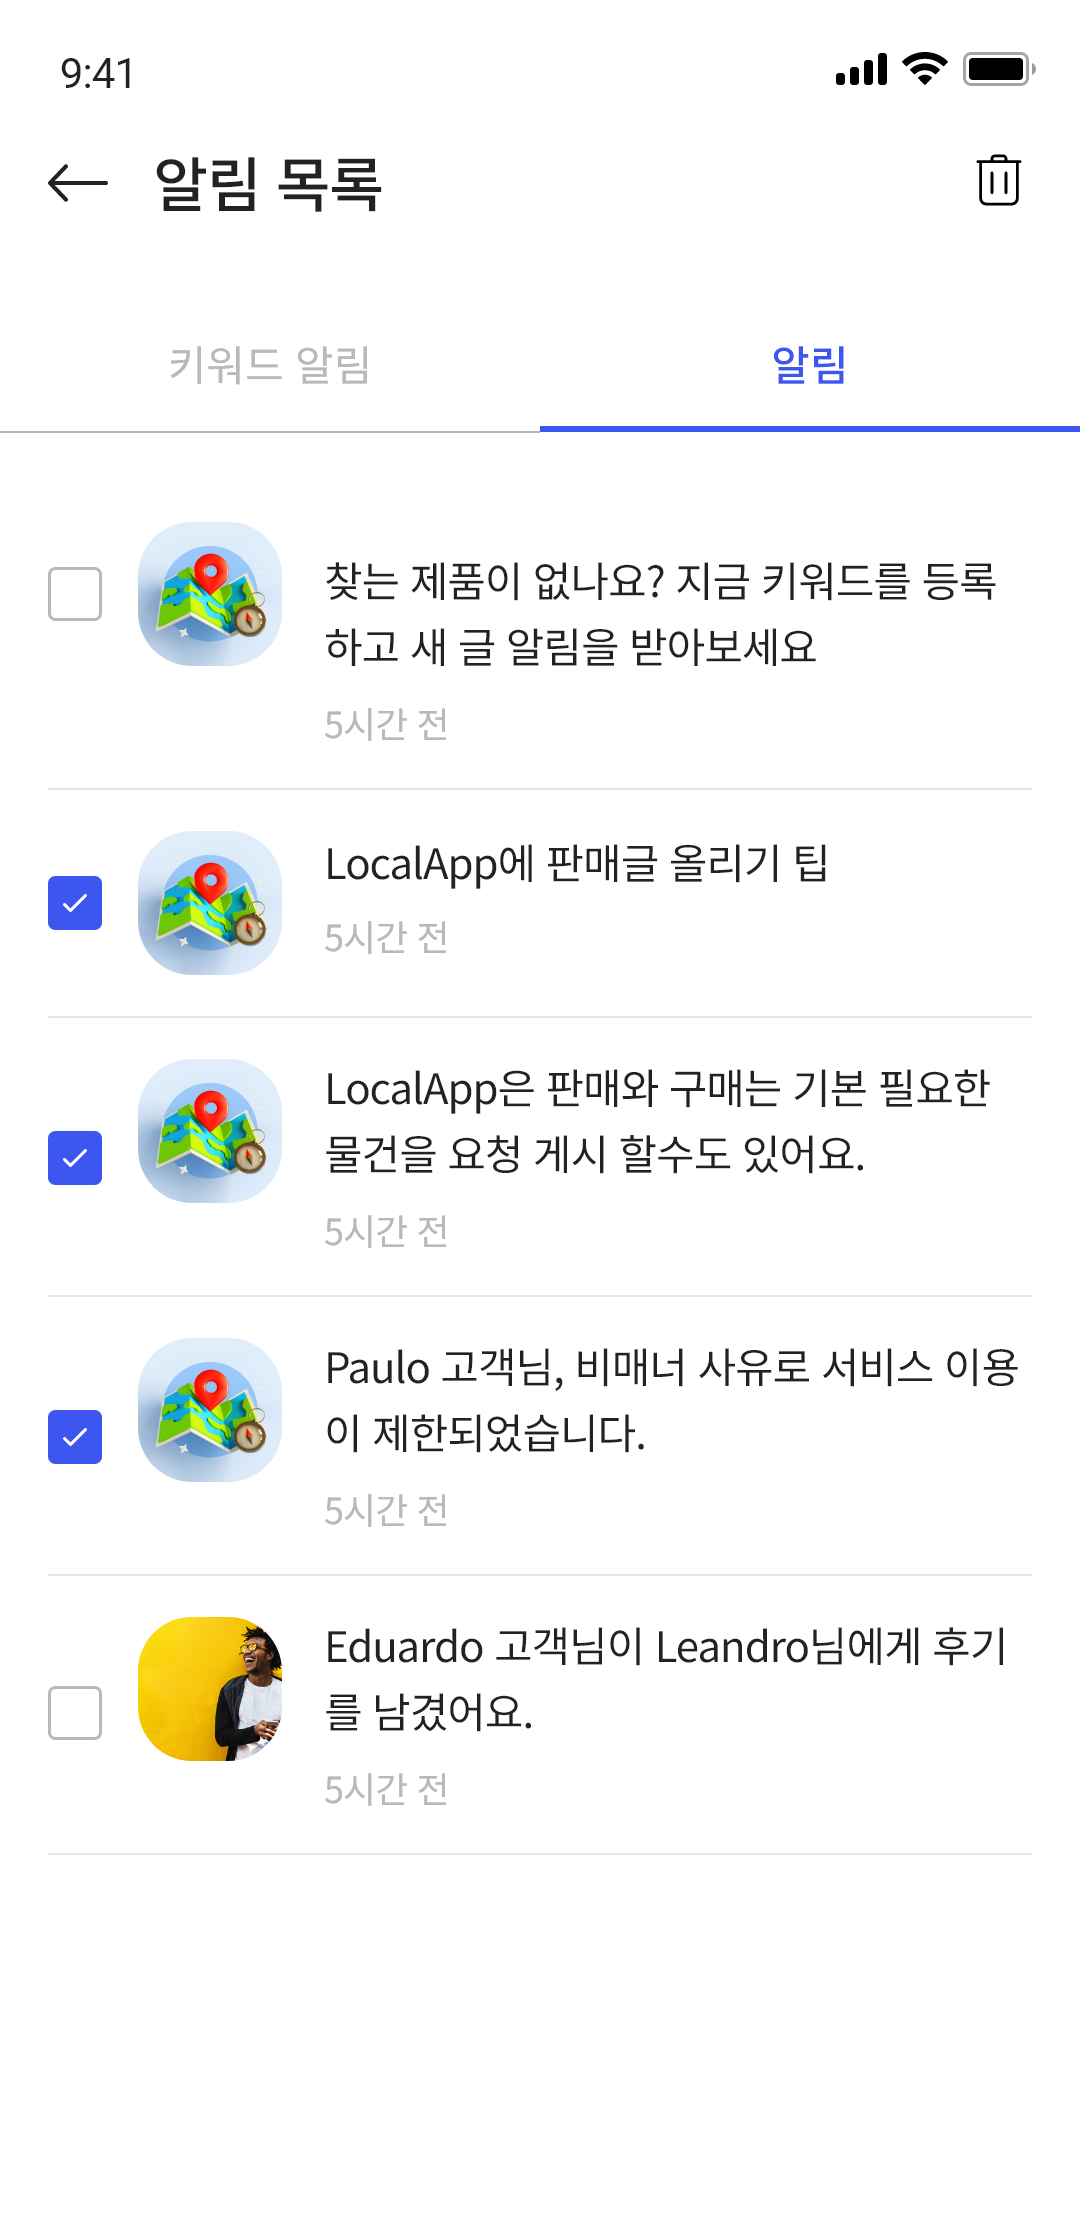 9:41
알림 목록
키워드 알림
알림
찾는 제품이 없나요? 지금 키워드를 등록
하고 새 글 알림을 받아보세요
5시간 전
LocalApp에 판매글 올리기 팁
5시간 전
LocalApp은 판매와 구매는 기본 필요한
물건을 요청 게시 할수도 있어요.
5시간 전
Paulo 고객님, 비매너 사유로 서비스 이용
이 제한되었습니다.
5시간 전
Eduardo 고객님이 Leandro님에게 후기
를 남겼어요.
5시간 전